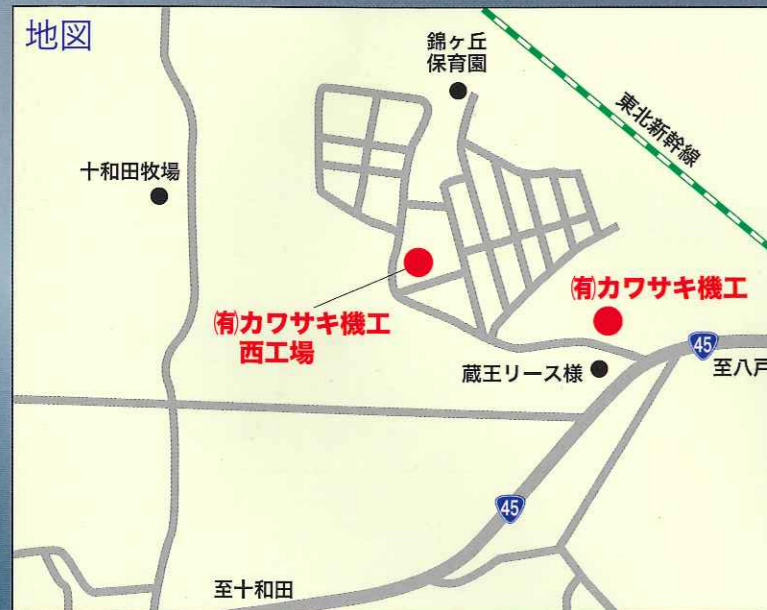 地図
錦ヶ丘
保育園
東北新幹線
十和田牧場
㈲カワサキ機工
西工場
㈲カワサキ機工
45
至八戸
蔵王リース様
45
至十和田